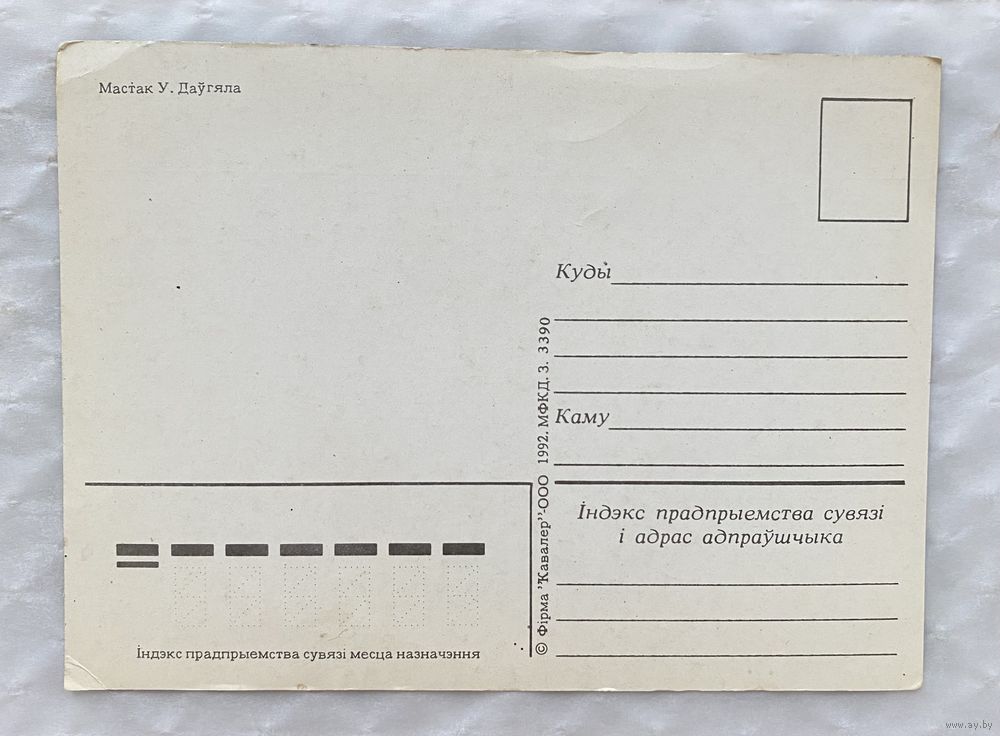 Мастак У. Даўгяла
Куды
Каму
Індэкс прадпрыемства сувязі
і адрас адпраўшчыка
© Фірма "Кавалер"-ООО 1992. МФКД. З. 3390
Індэкс прадпрыемства сувязі месца назначэння
www.ay.by